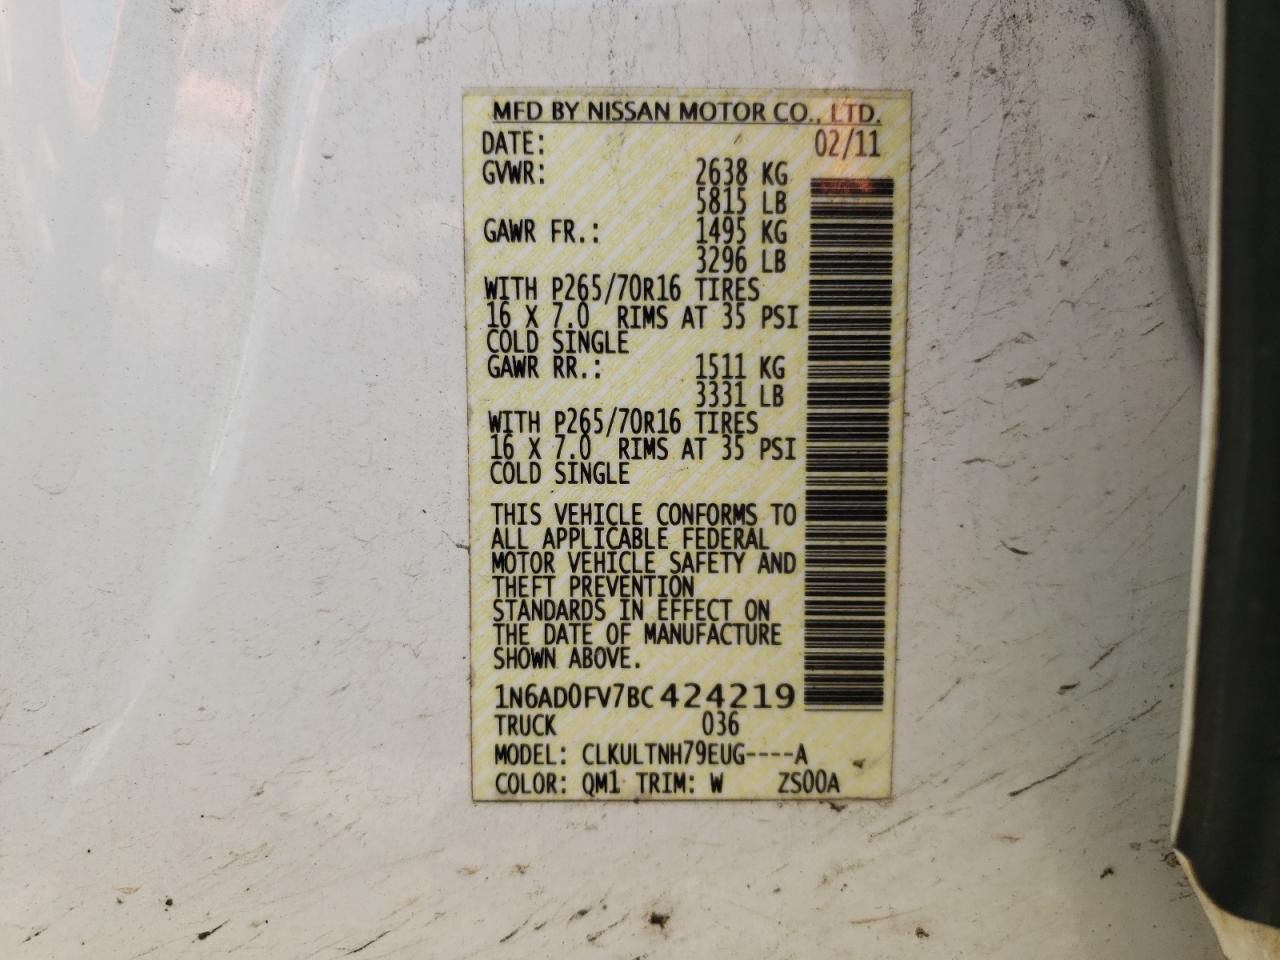 MFD BY NISSAN MOTOR CO., LTD.
DATE: 02/11
GVWR: 2638 KG
5815 LB
GAWR FR.: 1495 KG
3296 LB
WITH P265/70R16 TIRES
16 X 7.0 RIMS AT 35 PSI
COLD SINGLE
GAWR RR.: 1511 KG
3331 LB
WITH P265/70R16 TIRES
16 X 7.0 RIMS AT 35 PSI
COLD SINGLE
THIS VEHICLE CONFORMS TO
ALL APPLICABLE FEDERAL
MOTOR VEHICLE SAFETY AND
THEFT PREVENTION
STANDARDS IN EFFECT ON
THE DATE OF MANUFACTURE
SHOWN ABOVE.
1N6AD0FV7BC424219
TRUCK 036
MODEL: CLKULTNH79EUG----A
COLOR: QM1 TRIM: W ZS00A